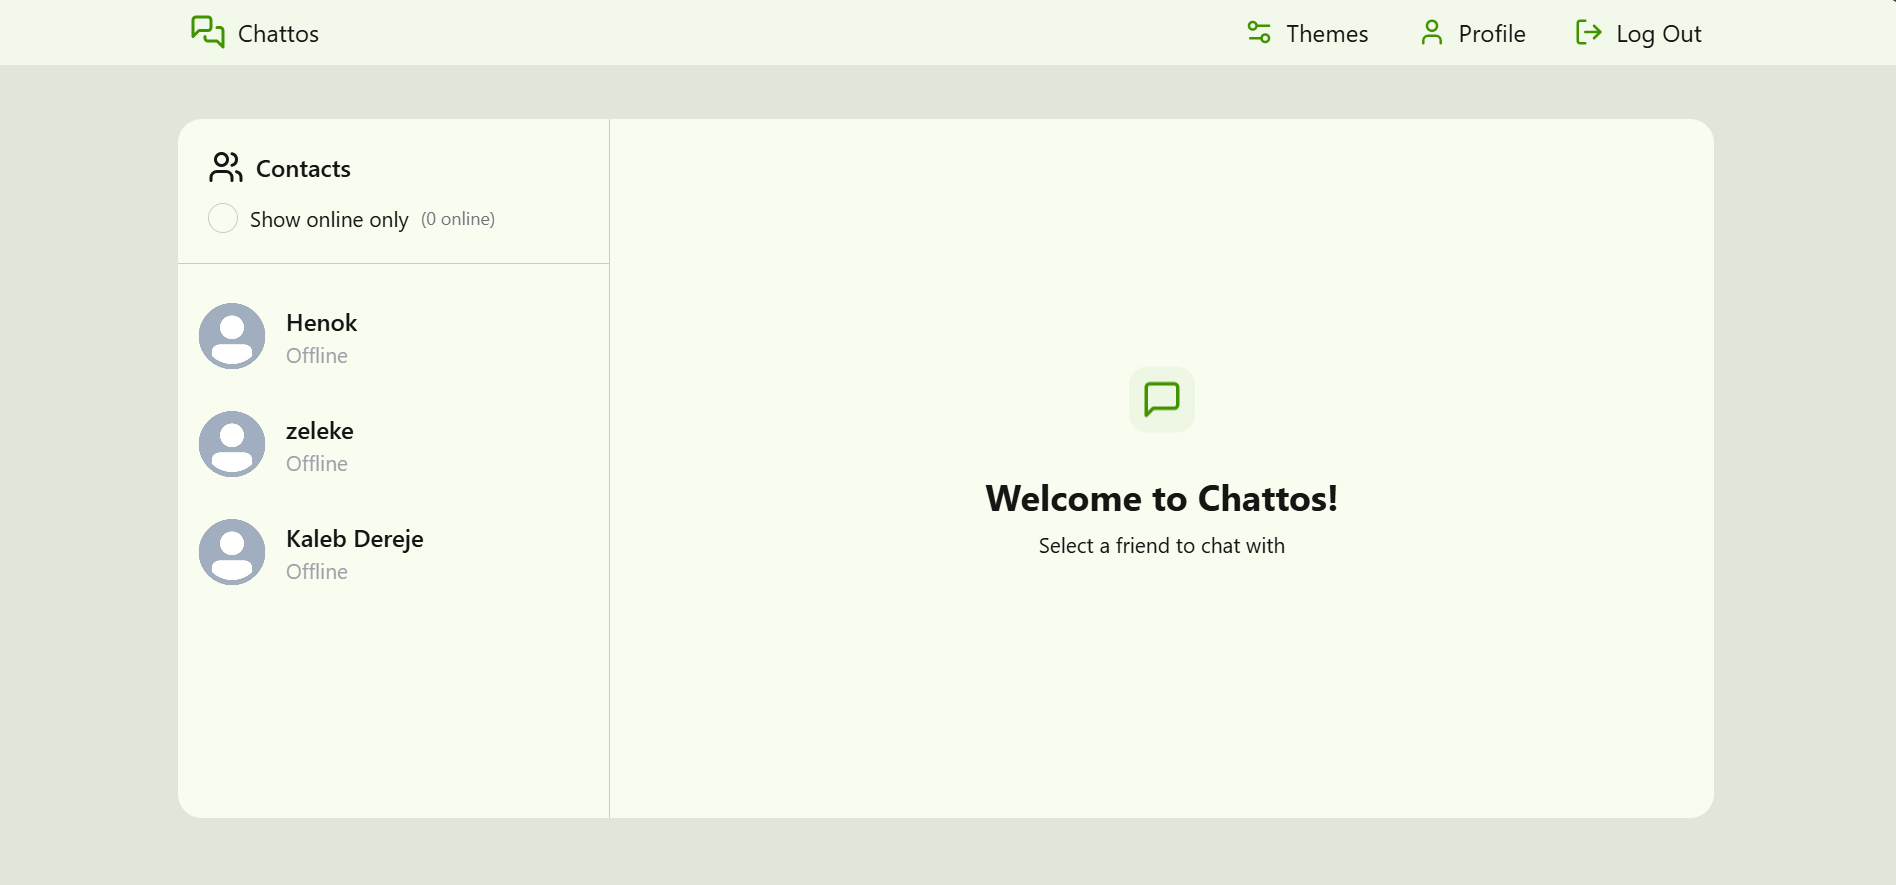 Chattos
Themes
Profile
Log Out
Contacts
Show online only (0 online)
Henok
Offline
zeleke
Offline
Kaleb Dereje
Offline
Welcome to Chattos!
Select a friend to chat with